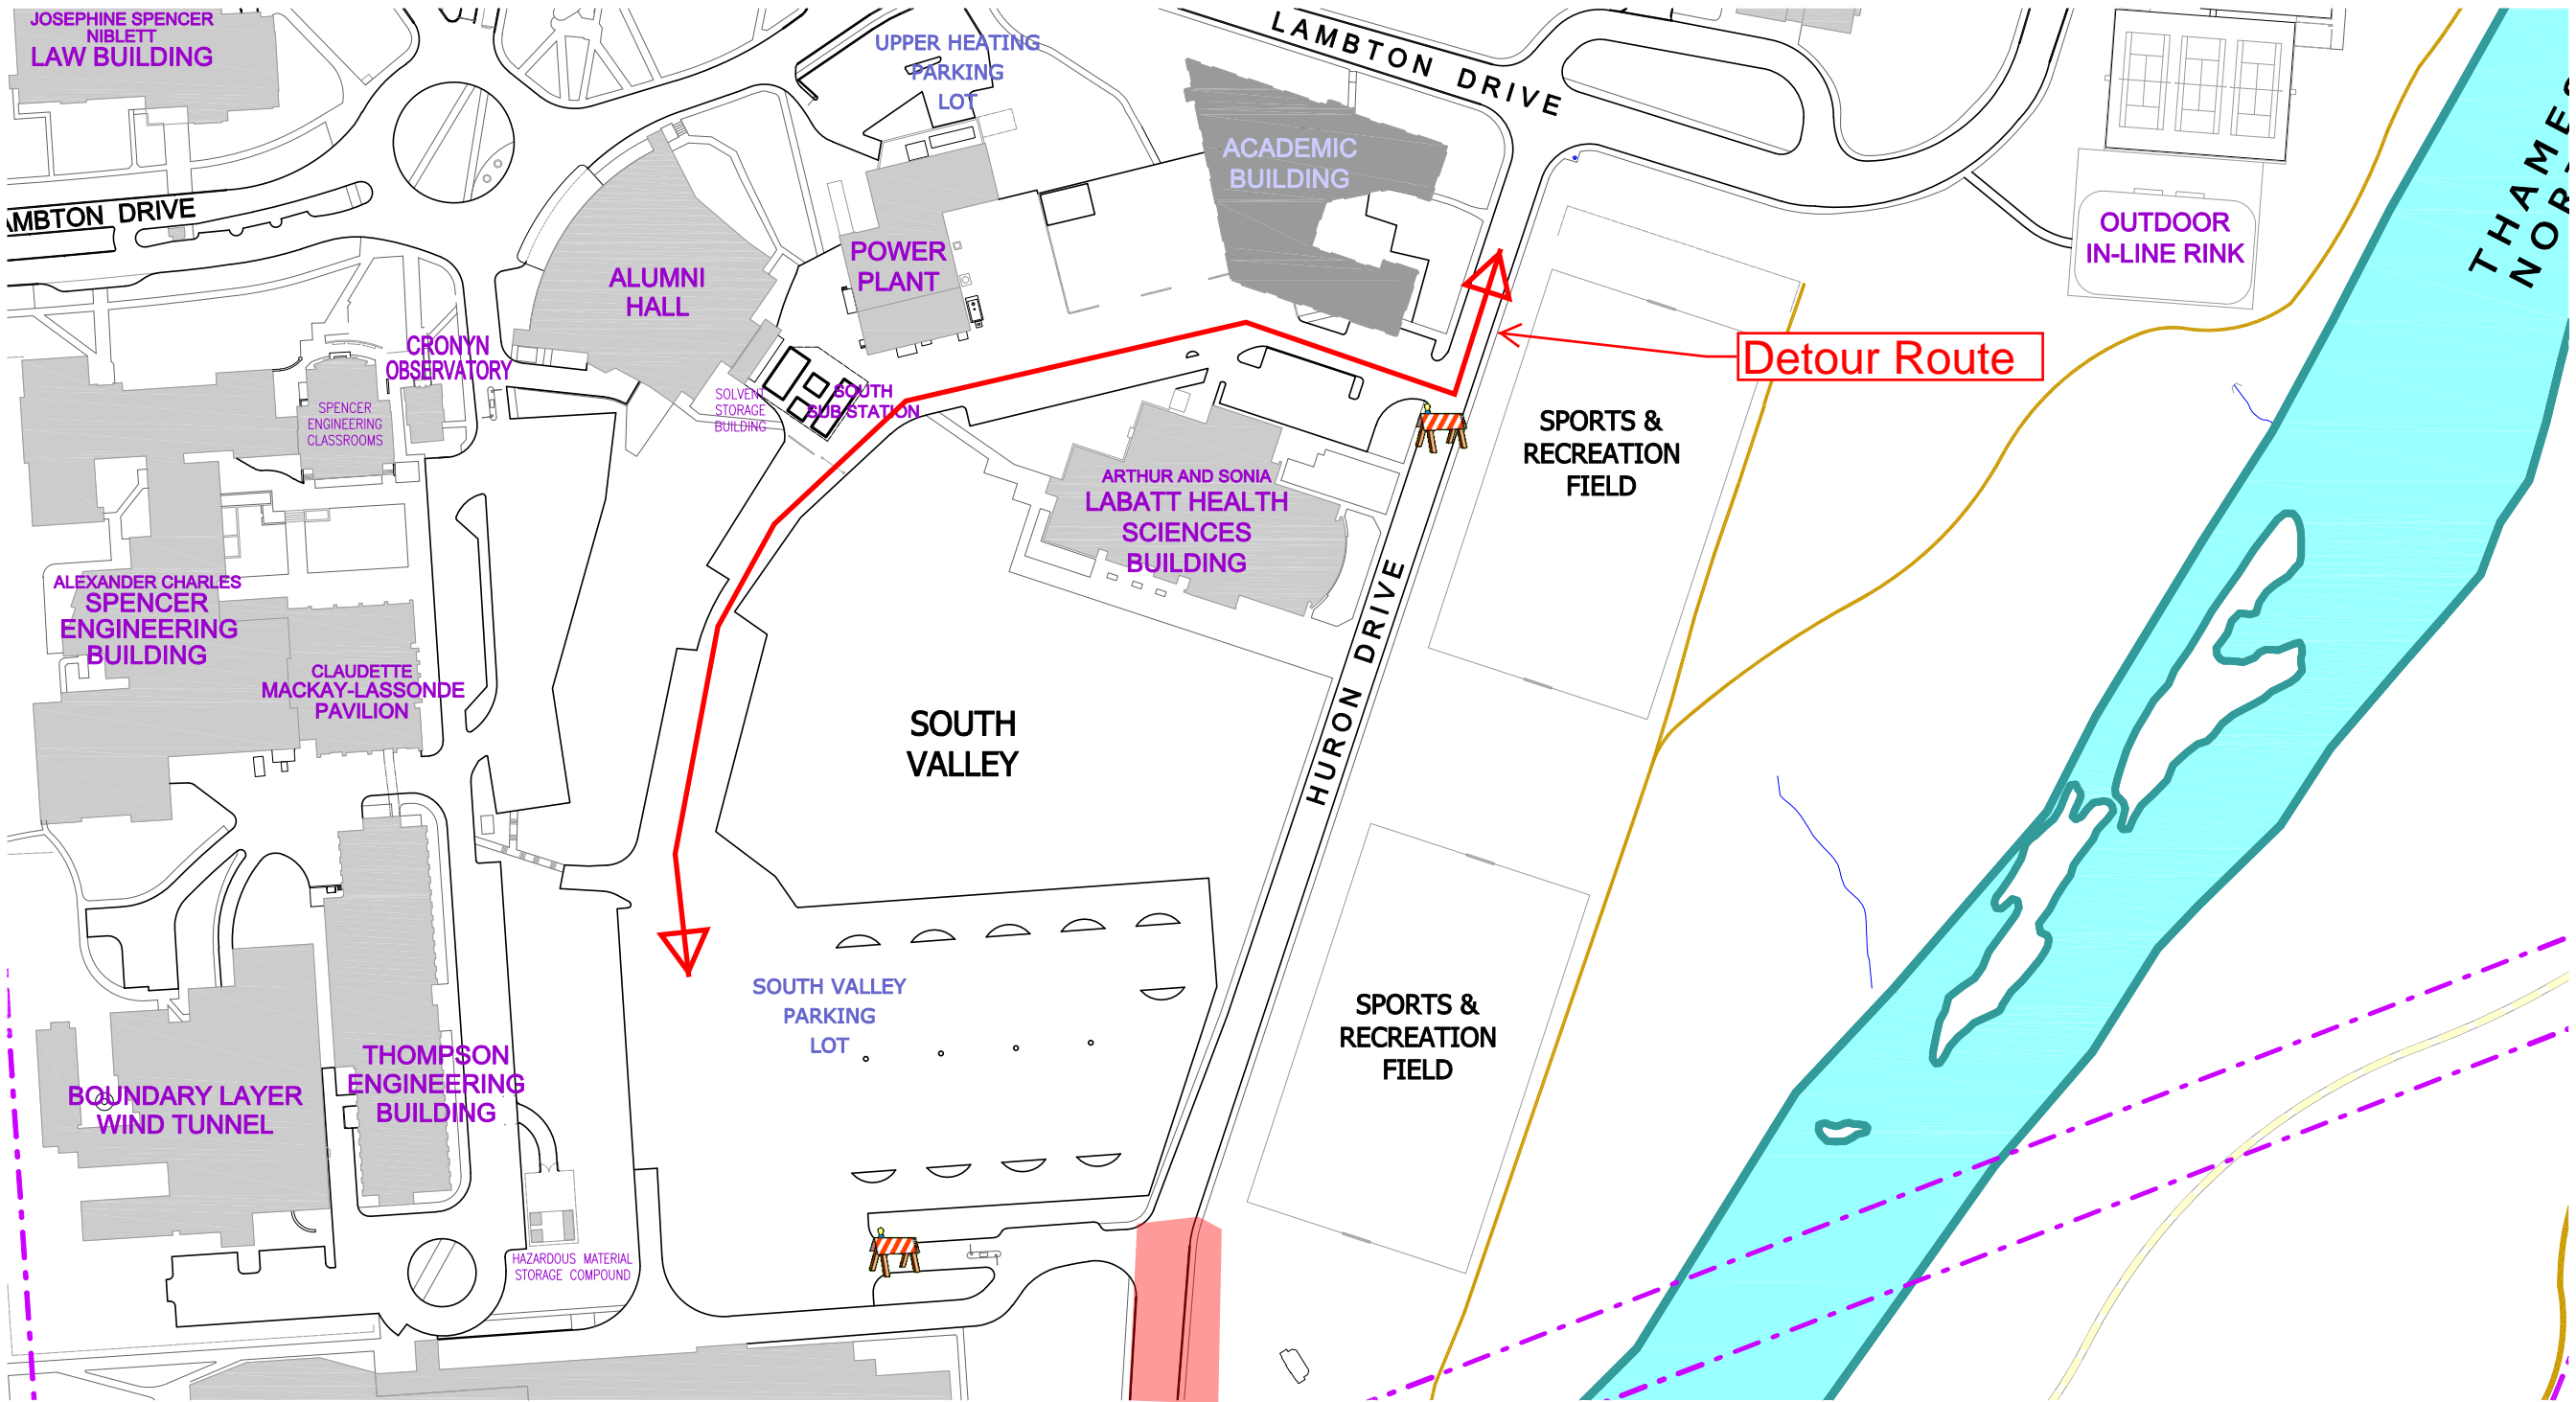 JOSEPHINE SPENCER
NIBLETT
LAW BUILDING
UPPER HEATING
PARKING
LOT
LAMBTON DRIVE
ACADEMIC
BUILDING
AMBTON DRIVE
ALUMNI
HALL
POWER
PLANT
OUTDOOR
IN-LINE RINK
THAMES
CRONYN
OBSERVATORY
SPENCER
ENGINEERING
CLASSROOMS
SOLVENT
STORAGE
BUILDING
SOUTH
SUB STATION
Detour Route
SPORTS &
RECREATION
FIELD
ARTHUR AND SONIA
LABATT HEALTH
SCIENCES
BUILDING
ALEXANDER CHARLES
SPENCER
ENGINEERING
BUILDING
CLAUDETTE
MACKAY-LASSONDE
PAVILION
SOUTH
VALLEY
HURON DRIVE
SOUTH VALLEY
PARKING
LOT
SPORTS &
RECREATION
FIELD
BOUNDARY LAYER
WIND TUNNEL
THOMPSON
ENGINEERING
BUILDING
HAZARDOUS MATERIAL
STORAGE COMPOUND